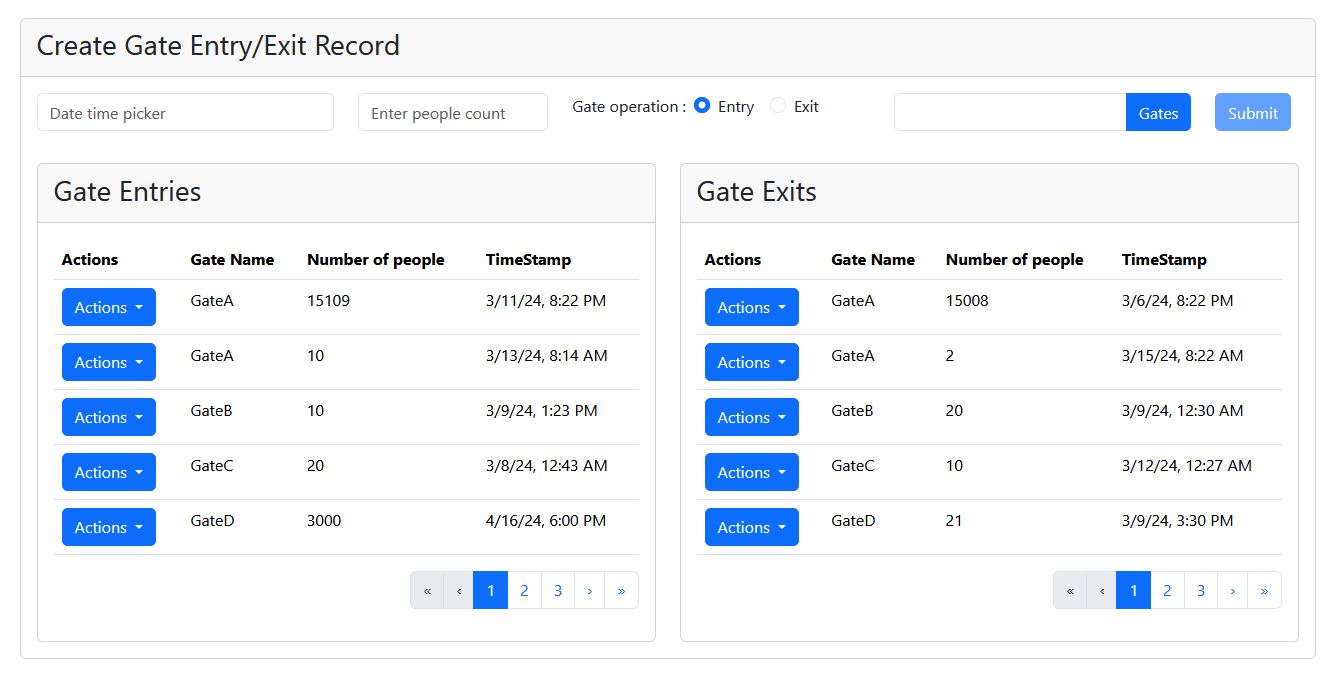 Create Gate Entry/Exit Record
Date time picker
Enter people count
Gate operation : Entry Exit
Gates
Submit
Gate Entries
Actions Gate Name Number of people TimeStamp
Actions GateA 15109 3/11/24, 8:22 PM
Actions GateA 10 3/13/24, 8:14 AM
Actions GateB 10 3/9/24, 1:23 PM
Actions GateC 20 3/8/24, 12:43 AM
Actions GateD 3000 4/16/24, 6:00 PM
« ‹ 1 2 3 › »
Gate Exits
Actions Gate Name Number of people TimeStamp
Actions GateA 15008 3/6/24, 8:22 PM
Actions GateA 2 3/15/24, 8:22 AM
Actions GateB 20 3/9/24, 12:30 AM
Actions GateC 10 3/12/24, 12:27 AM
Actions GateD 21 3/9/24, 3:30 PM
« ‹ 1 2 3 › »